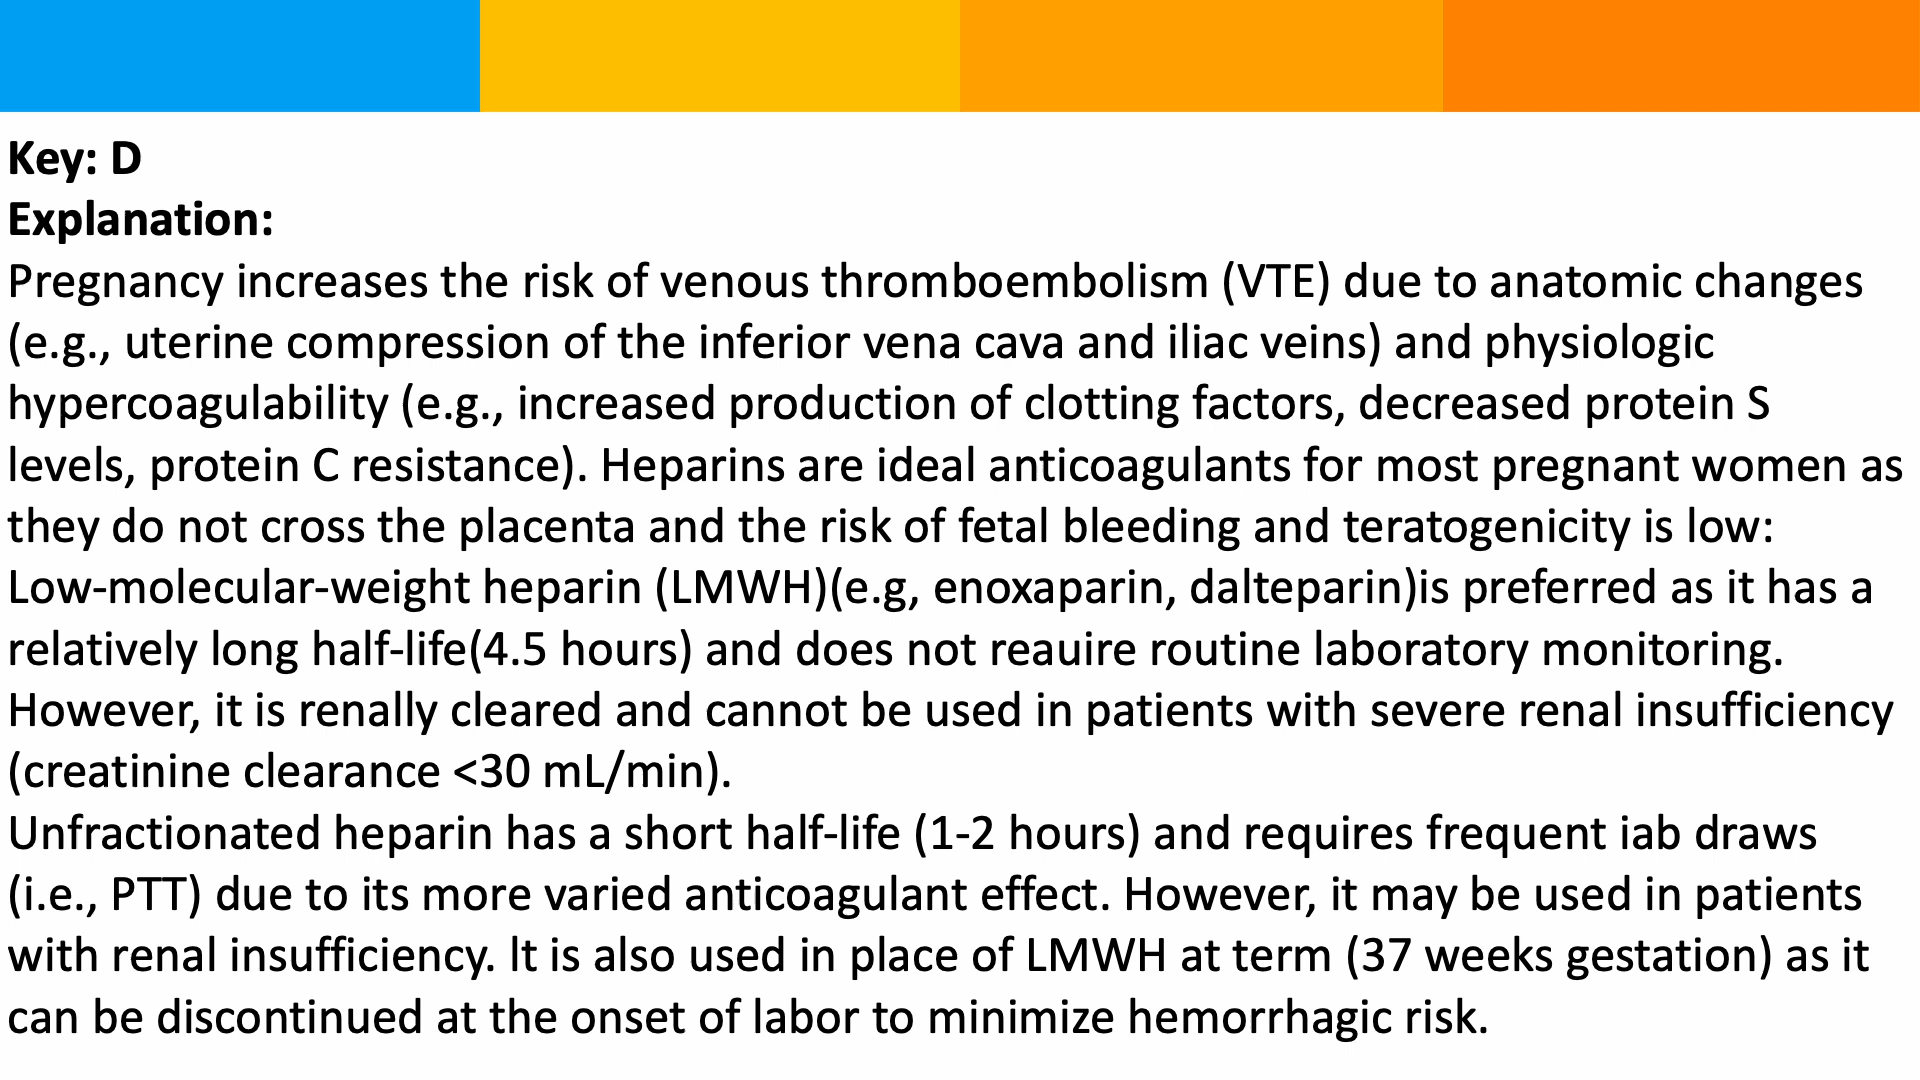 Key: D
Explanation:
Pregnancy increases the risk of venous thromboembolism (VTE) due to anatomic changes
(e.g., uterine compression of the inferior vena cava and iliac veins) and physiologic
hypercoagulability (e.g., increased production of clotting factors, decreased protein S
levels, protein C resistance). Heparins are ideal anticoagulants for most pregnant women as
they do not cross the placenta and the risk of fetal bleeding and teratogenicity is low:
Low-molecular-weight heparin (LMWH)(e.g, enoxaparin, dalteparin)is preferred as it has a
relatively long half-life(4.5 hours) and does not reauire routine laboratory monitoring.
However, it is renally cleared and cannot be used in patients with severe renal insufficiency
(creatinine clearance <30 mL/min).
Unfractionated heparin has a short half-life (1-2 hours) and requires frequent iab draws
(i.e., PTT) due to its more varied anticoagulant effect. However, it may be used in patients
with renal insufficiency. lt is also used in place of LMWH at term (37 weeks gestation) as it
can be discontinued at the onset of labor to minimize hemorrhagic risk.